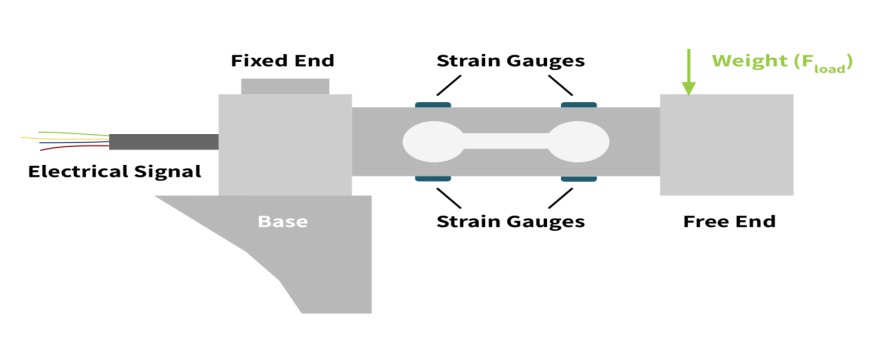 Fixed End
Strain Gauges
Weight (Fload)
Electrical Signal
Base
Strain Gauges
Free End